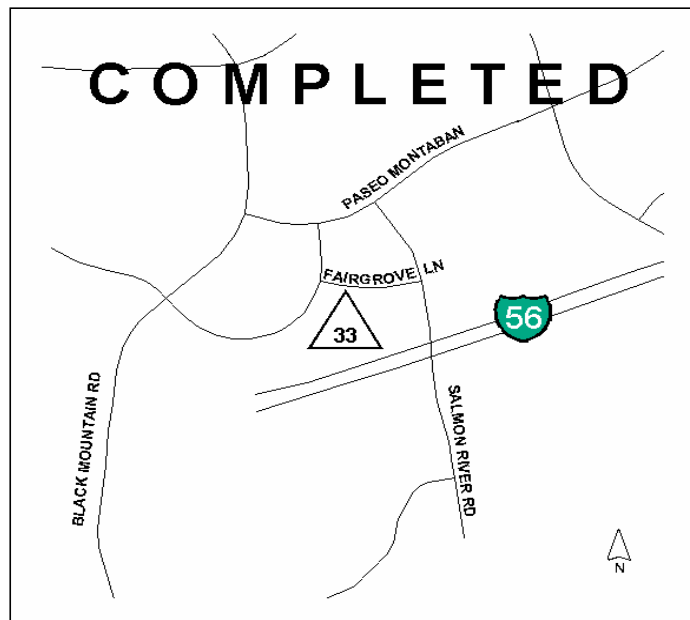 COMPLETED
PASEO MONTABAN
FAIRGROVE LN
33
56
BLACK MOUNTAIN RD
SALMON RIVER RD
N